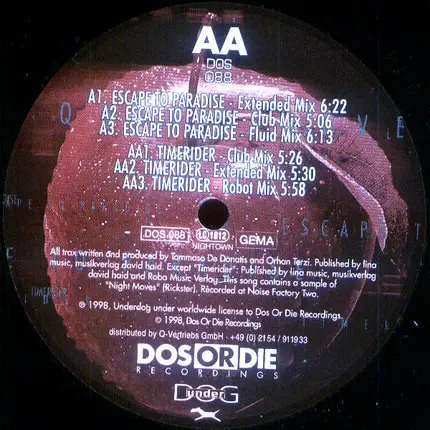 AA
DOS
088
A1. ESCAPE TO PARADISE - Extended Mix 6:22
A2. ESCAPE TO PARADISE - Club Mix 5:06
A3. ESCAPE TO PARADISE - Fluid Mix 6:13
AA1. TIMERIDER - Club Mix 5:26
AA2. TIMERIDER - Extended Mix 5:30
AA3. TIMERIDER - Robot Mix 5:58
DOS.088
LC 1812
NIGHTOWN
GEMA
ESCAPE T
All trax written and produced by Tommaso De Donatis and Orhan Terzi. Published by lina
music, musikverlag david haid. Except "Timerider": Published by lina music, musikverlag
david haid and Roba Music Verlag. This song contains a sample of
"Night Moves" (Rickster). Recorded at Noise Factory Two.
℗ 1998, Underdog under worldwide license to Dos Or Die Recordings.
© 1998, Dos Or Die Recordings
distributed by Q-Vertriebs GmbH - +49 (0) 2154 / 911933
DOS OR DIE
RECORDINGS
under
DOG